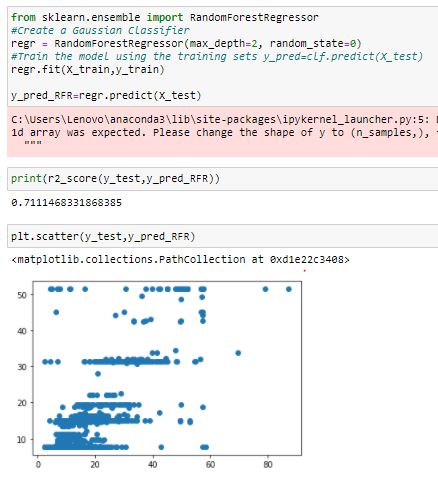 from sklearn.ensemble import RandomForestRegressor
#Create a Gaussian Classifier
regr = RandomForestRegressor(max_depth=2, random_state=0)
#Train the model using the training sets y_pred=clf.predict(X_test)
regr.fit(X_train,y_train)
y_pred_RFR=regr.predict(X_test)
C:\Users\Lenovo\anaconda3\lib\site-packages\ipykernel_launcher.py:5:
1d array was expected. Please change the shape of y to (n_samples,),
"""
print(r2_score(y_test,y_pred_RFR))
0.7111468331868385
plt.scatter(y_test,y_pred_RFR)
<matplotlib.collections.PathCollection at 0xd1e22c3408>
50
40
30
20
10
0 20 40 60 80